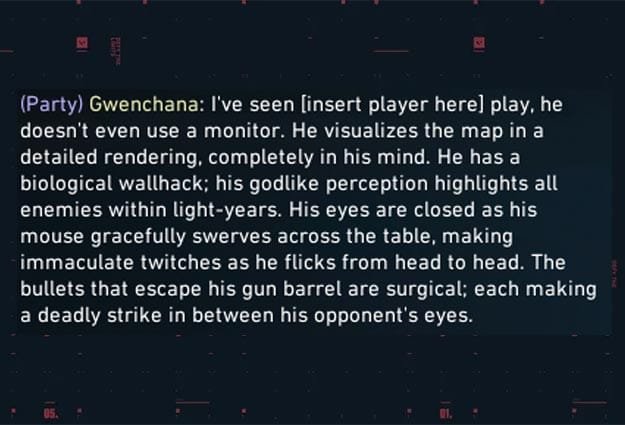 (Party) Gwenchana: I've seen [insert player here] play, he
doesn't even use a monitor. He visualizes the map in a
detailed rendering, completely in his mind. He has a
biological wallhack; his godlike perception highlights all
enemies within light-years. His eyes are closed as his
mouse gracefully swerves across the table, making
immaculate twitches as he flicks from head to head. The
bullets that escape his gun barrel are surgical; each making
a deadly strike in between his opponent's eyes.
05.
01.